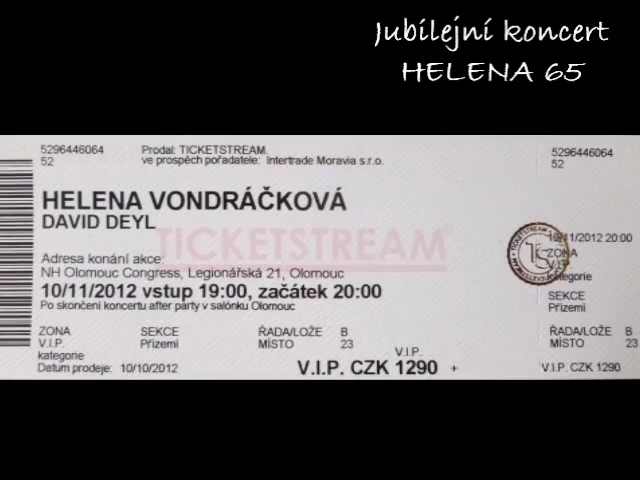 Jubilejní koncert
HELENA 65
5296446064
52
Prodal: TICKETSTREAM.
ve prospěch pořadatele: Intertrade Moravia s.r.o.
5296446064
52
HELENA VONDRÁČKOVÁ
DAVID DEYL
TICKETSTREAM
Adresa konání akce:
NH Olomouc Congress, Legionářská 21, Olomouc
10/11/2012 vstup 19:00, začátek 20:00
Po skončení koncertu after party v salónku Olomouc
ZONA SEKCE ŘADA/LOŽE B
V.I.P. Přízemí MÍSTO 23
kategorie V.I.P.
Datum prodeje: 10/10/2012 V.I.P. CZK 1290 +
TICKETSTREAM
TS
10/11/2012 20:00
ZONA
V.I.P.
kategorie
SEKCE
Přízemí
ŘADA/LOŽE B
MÍSTO 23
V.I.P. CZK 1290